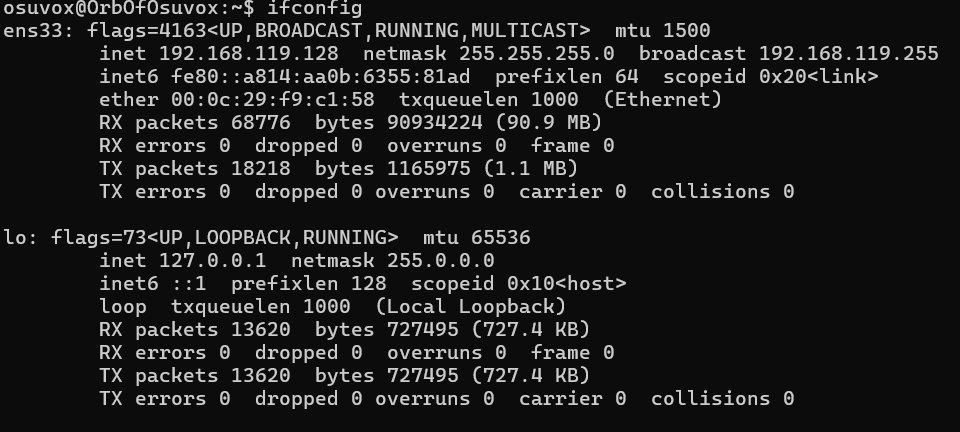 osuvox@OrbOfOsuvox:~$ ifconfig
ens33: flags=4163<UP,BROADCAST,RUNNING,MULTICAST>  mtu 1500
        inet 192.168.119.128  netmask 255.255.255.0  broadcast 192.168.119.255
        inet6 fe80::a814:aa0b:6355:81ad  prefixlen 64  scopeid 0x20<link>
        ether 00:0c:29:f9:c1:58  txqueuelen 1000  (Ethernet)
        RX packets 68776  bytes 90934224 (90.9 MB)
        RX errors 0  dropped 0  overruns 0  frame 0
        TX packets 18218  bytes 1165975 (1.1 MB)
        TX errors 0  dropped 0 overruns 0  carrier 0  collisions 0

lo: flags=73<UP,LOOPBACK,RUNNING>  mtu 65536
        inet 127.0.0.1  netmask 255.0.0.0
        inet6 ::1  prefixlen 128  scopeid 0x10<host>
        loop  txqueuelen 1000  (Local Loopback)
        RX packets 13620  bytes 727495 (727.4 KB)
        RX errors 0  dropped 0  overruns 0  frame 0
        TX packets 13620  bytes 727495 (727.4 KB)
        TX errors 0  dropped 0 overruns 0  carrier 0  collisions 0